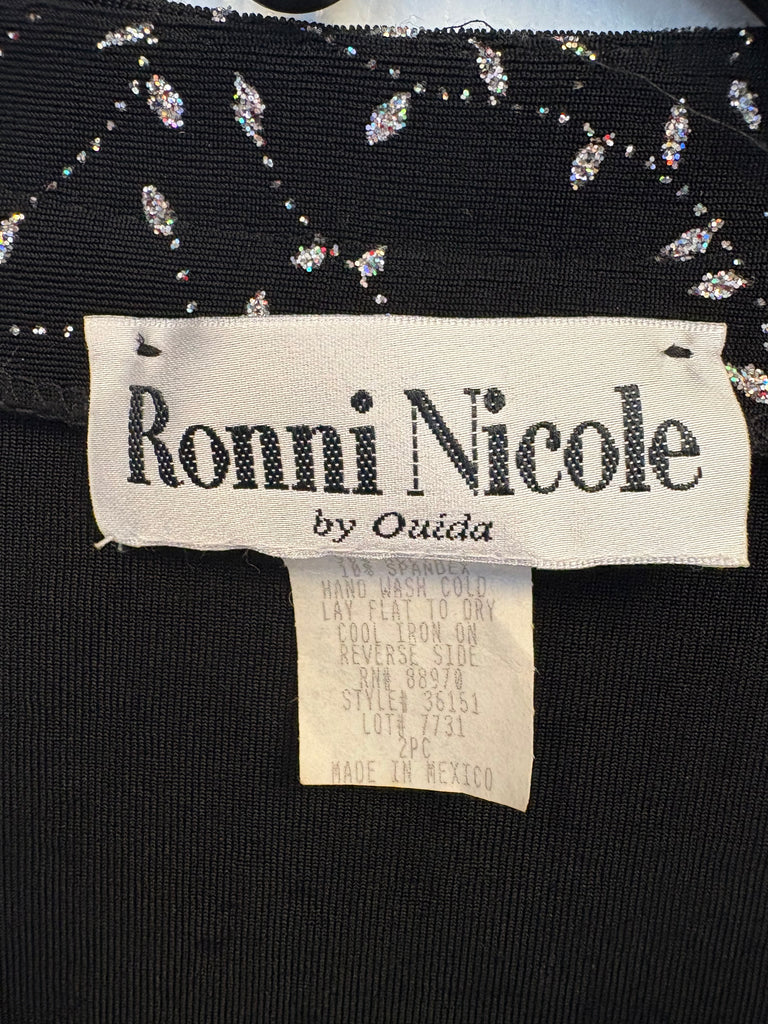 Ronni Nicole
by Ouida
10% SPANDEX
HAND WASH COLD
LAY FLAT TO DRY
COOL IRON ON
REVERSE SIDE
RN# 88970
STYLE# 36151
LOT# 7731
2PC
MADE IN MEXICO